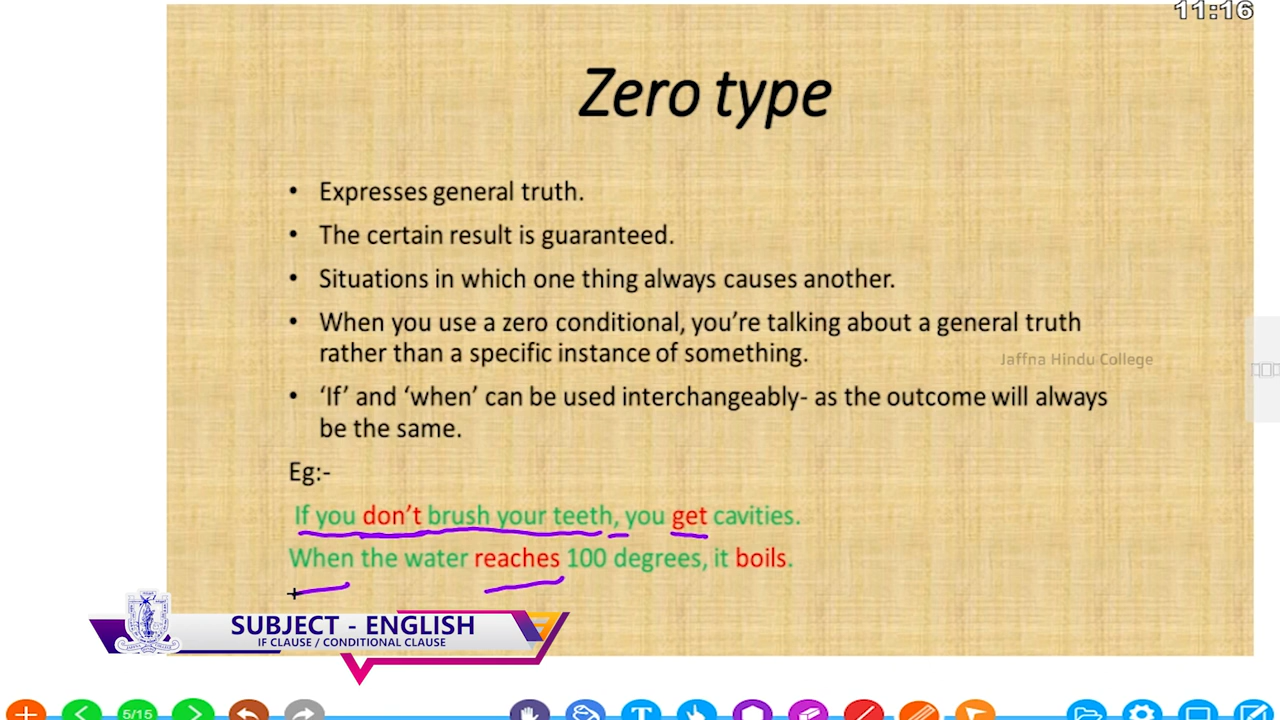 11:16
Zero type
• Expresses general truth.
• The certain result is guaranteed.
• Situations in which one thing always causes another.
• When you use a zero conditional, you’re talking about a general truth
rather than a specific instance of something.
Jaffna Hindu College
• ‘If’ and ‘when’ can be used interchangeably- as the outcome will always
be the same.
Eg:-
If you don’t brush your teeth, you get cavities.
When the water reaches 100 degrees, it boils.
SUBJECT - ENGLISH
IF CLAUSE / CONDITIONAL CLAUSE
5/15